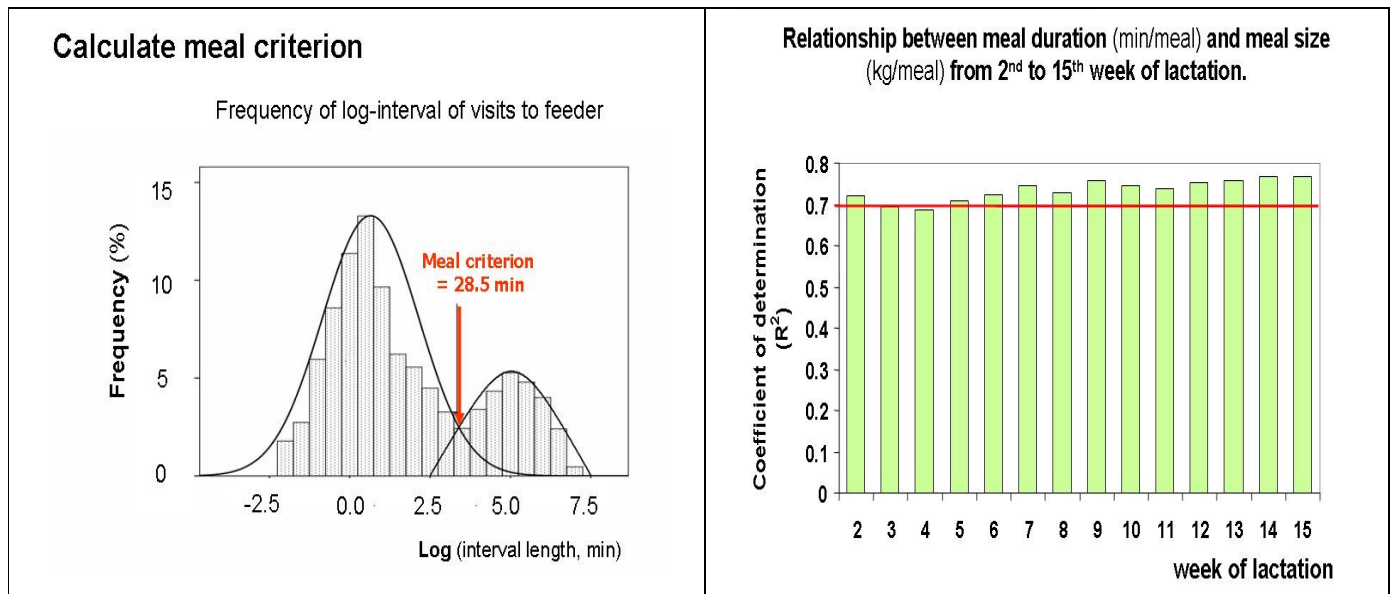 Calculate meal criterion
Frequency of log-interval of visits to feeder
Frequency (%)
15
10
5
0
Meal criterion
= 28.5 min
-2.5 0.0 2.5 5.0 7.5
Log (interval length, min)
Relationship between meal duration (min/meal) and meal size
(kg/meal) from 2nd to 15th week of lactation.
Coefficient of determination
(R²)
0.8
0.7
0.6
0.5
0.4
0.3
0.2
0.1
0
2 3 4 5 6 7 8 9 10 11 12 13 14 15
week of lactation